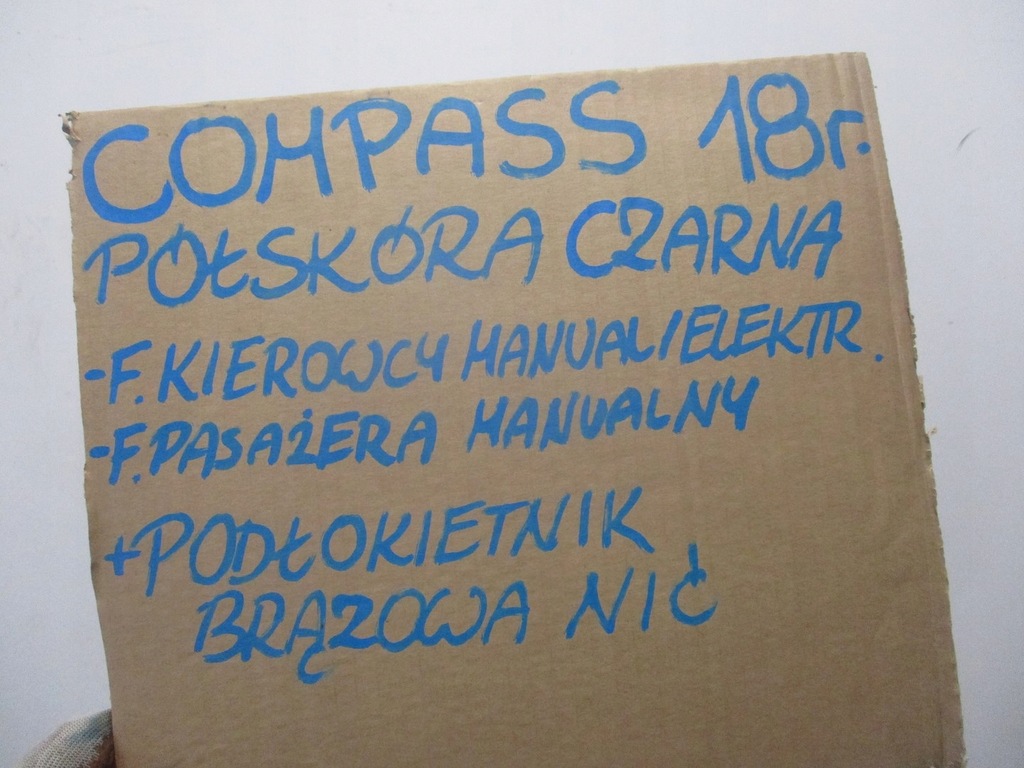 COMPASS 18r.
PÓŁSKÓRA CZARNA
-F. KIEROWCY MANUAL/ELEKTR.
-F. PASAŻERA MANUALNY
+PODŁOKIETNIK
BRĄZOWA NIĆ